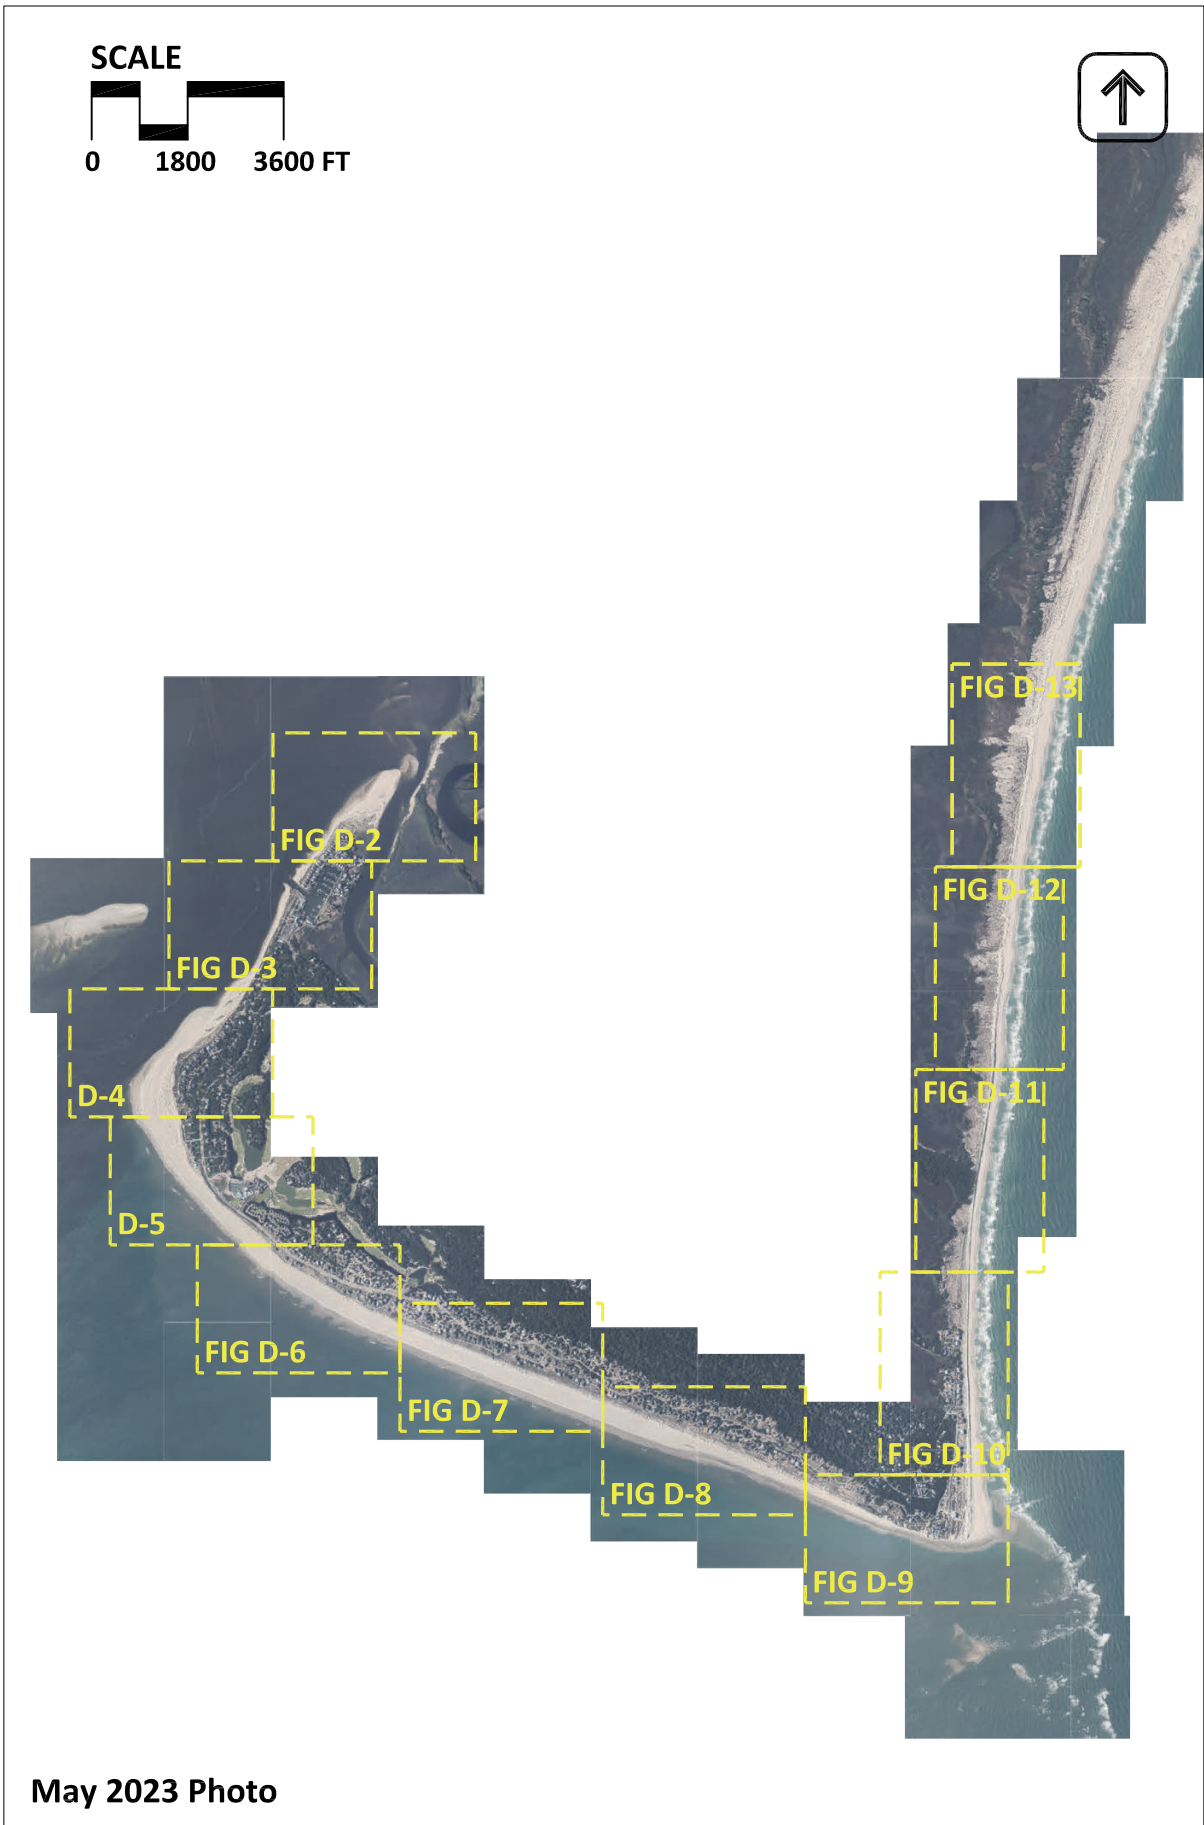 SCALE
0 1800 3600 FT
FIG D-13
FIG D-2
FIG D-12
FIG D-3
D-4
FIG D-11
D-5
FIG D-6
FIG D-7
FIG D-10
FIG D-8
FIG D-9
May 2023 Photo